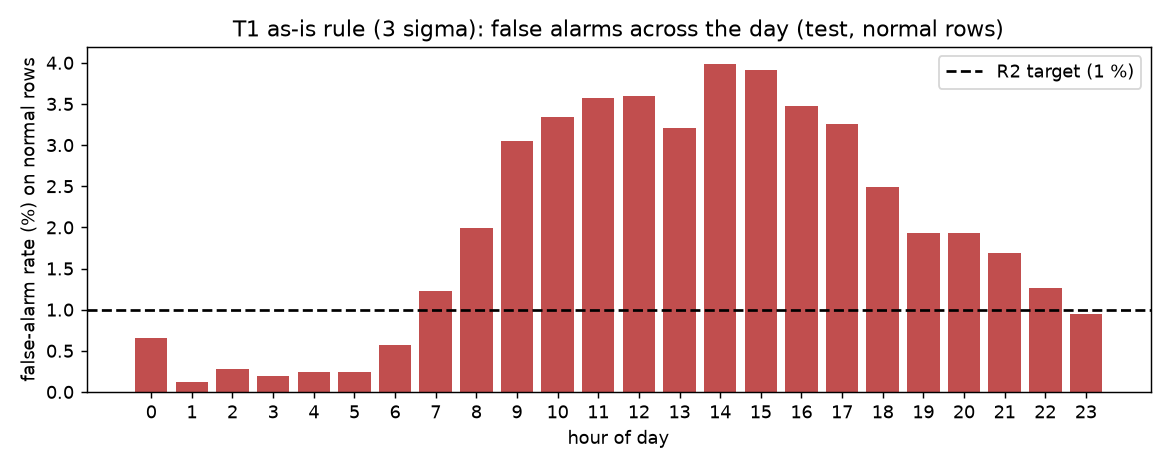 T1 as-is rule (3 sigma): false alarms across the day (test, normal rows)
R2 target (1 %)
false-alarm rate (%) on normal rows
4.0
3.5
3.0
2.5
2.0
1.5
1.0
0.5
0.0
0 1 2 3 4 5 6 7 8 9 10 11 12 13 14 15 16 17 18 19 20 21 22 23
hour of day